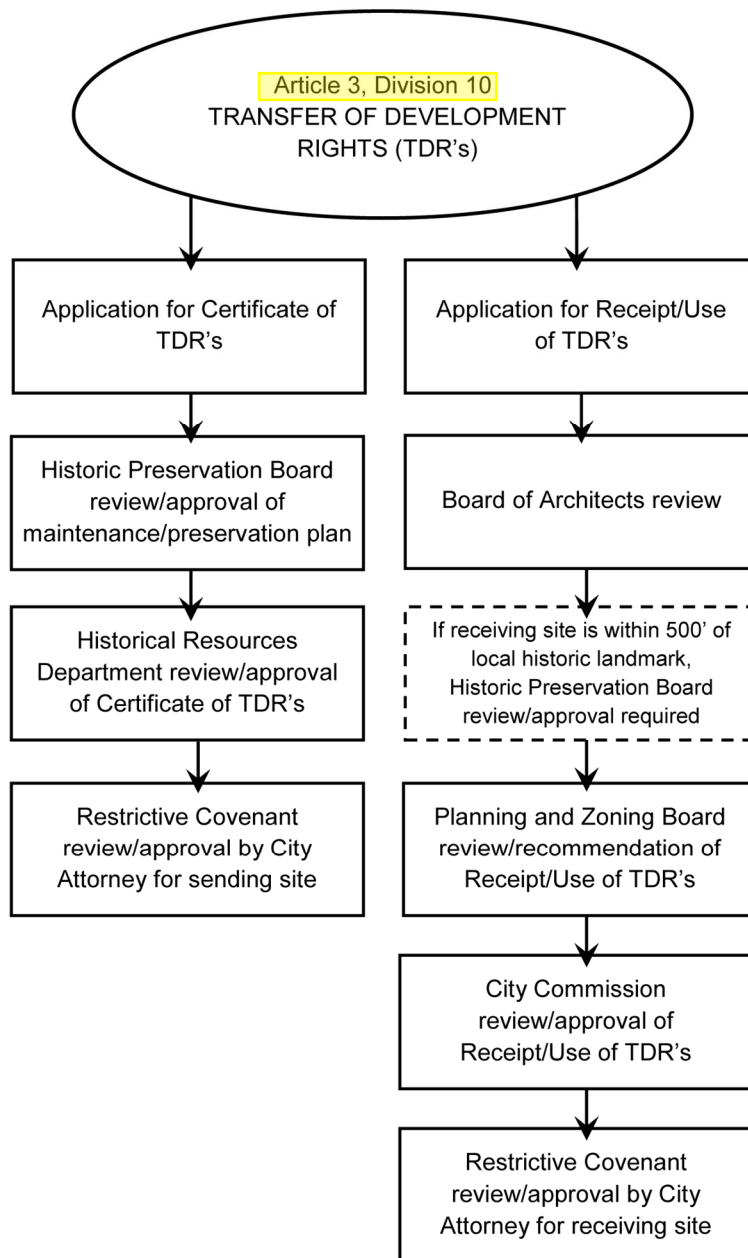 Article 3, Division 10
TRANSFER OF DEVELOPMENT
RIGHTS (TDR's)
Application for Certificate of
TDR's
Historic Preservation Board
review/approval of
maintenance/preservation plan
Historical Resources
Department review/approval
of Certificate of TDR's
Restrictive Covenant
review/approval by City
Attorney for sending site
Application for Receipt/Use
of TDR's
Board of Architects review
If receiving site is within 500' of
local historic landmark,
Historic Preservation Board
review/approval required
Planning and Zoning Board
review/recommendation of
Receipt/Use of TDR's
City Commission
review/approval of
Receipt/Use of TDR's
Restrictive Covenant
review/approval by City
Attorney for receiving site